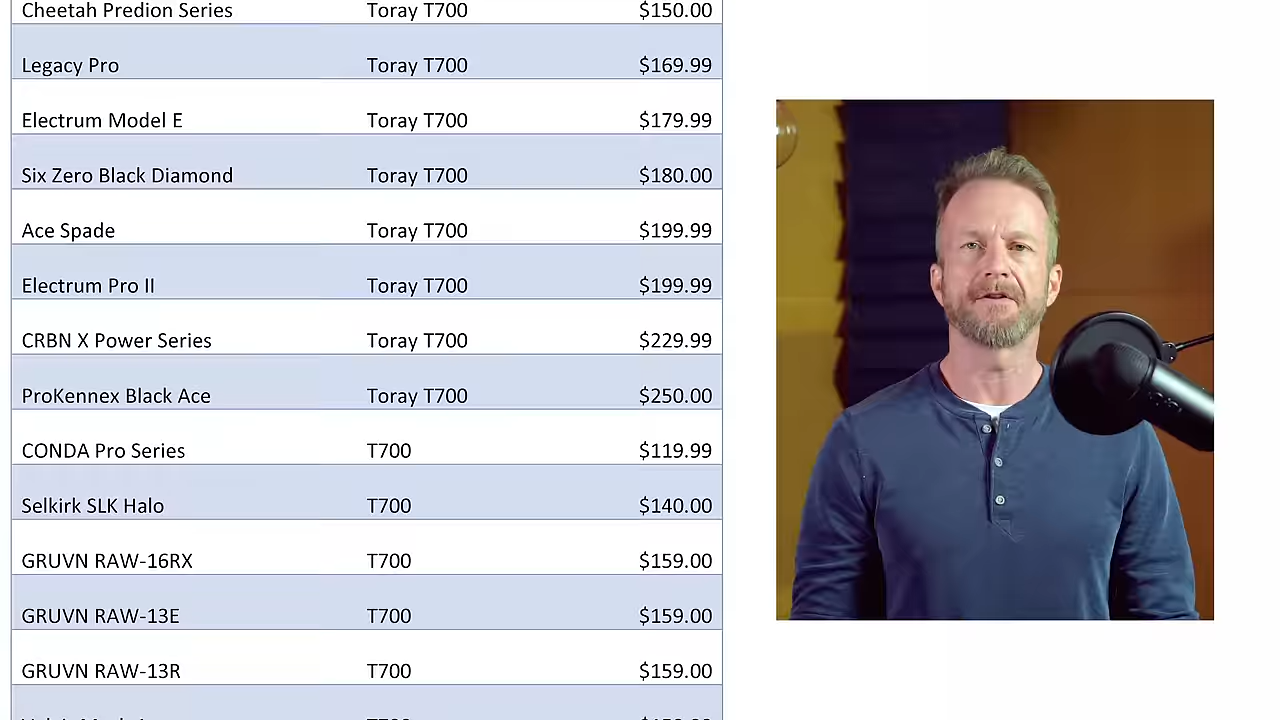 Cheetah Predion Series Toray T700 $150.00
Legacy Pro Toray T700 $169.99
Electrum Model E Toray T700 $179.99
Six Zero Black Diamond Toray T700 $180.00
Ace Spade Toray T700 $199.99
Electrum Pro II Toray T700 $199.99
CRBN X Power Series Toray T700 $229.99
ProKennex Black Ace Toray T700 $250.00
CONDA Pro Series T700 $119.99
Selkirk SLK Halo T700 $140.00
GRUVN RAW-16RX T700 $159.00
GRUVN RAW-13E T700 $159.00
GRUVN RAW-13R T700 $159.00